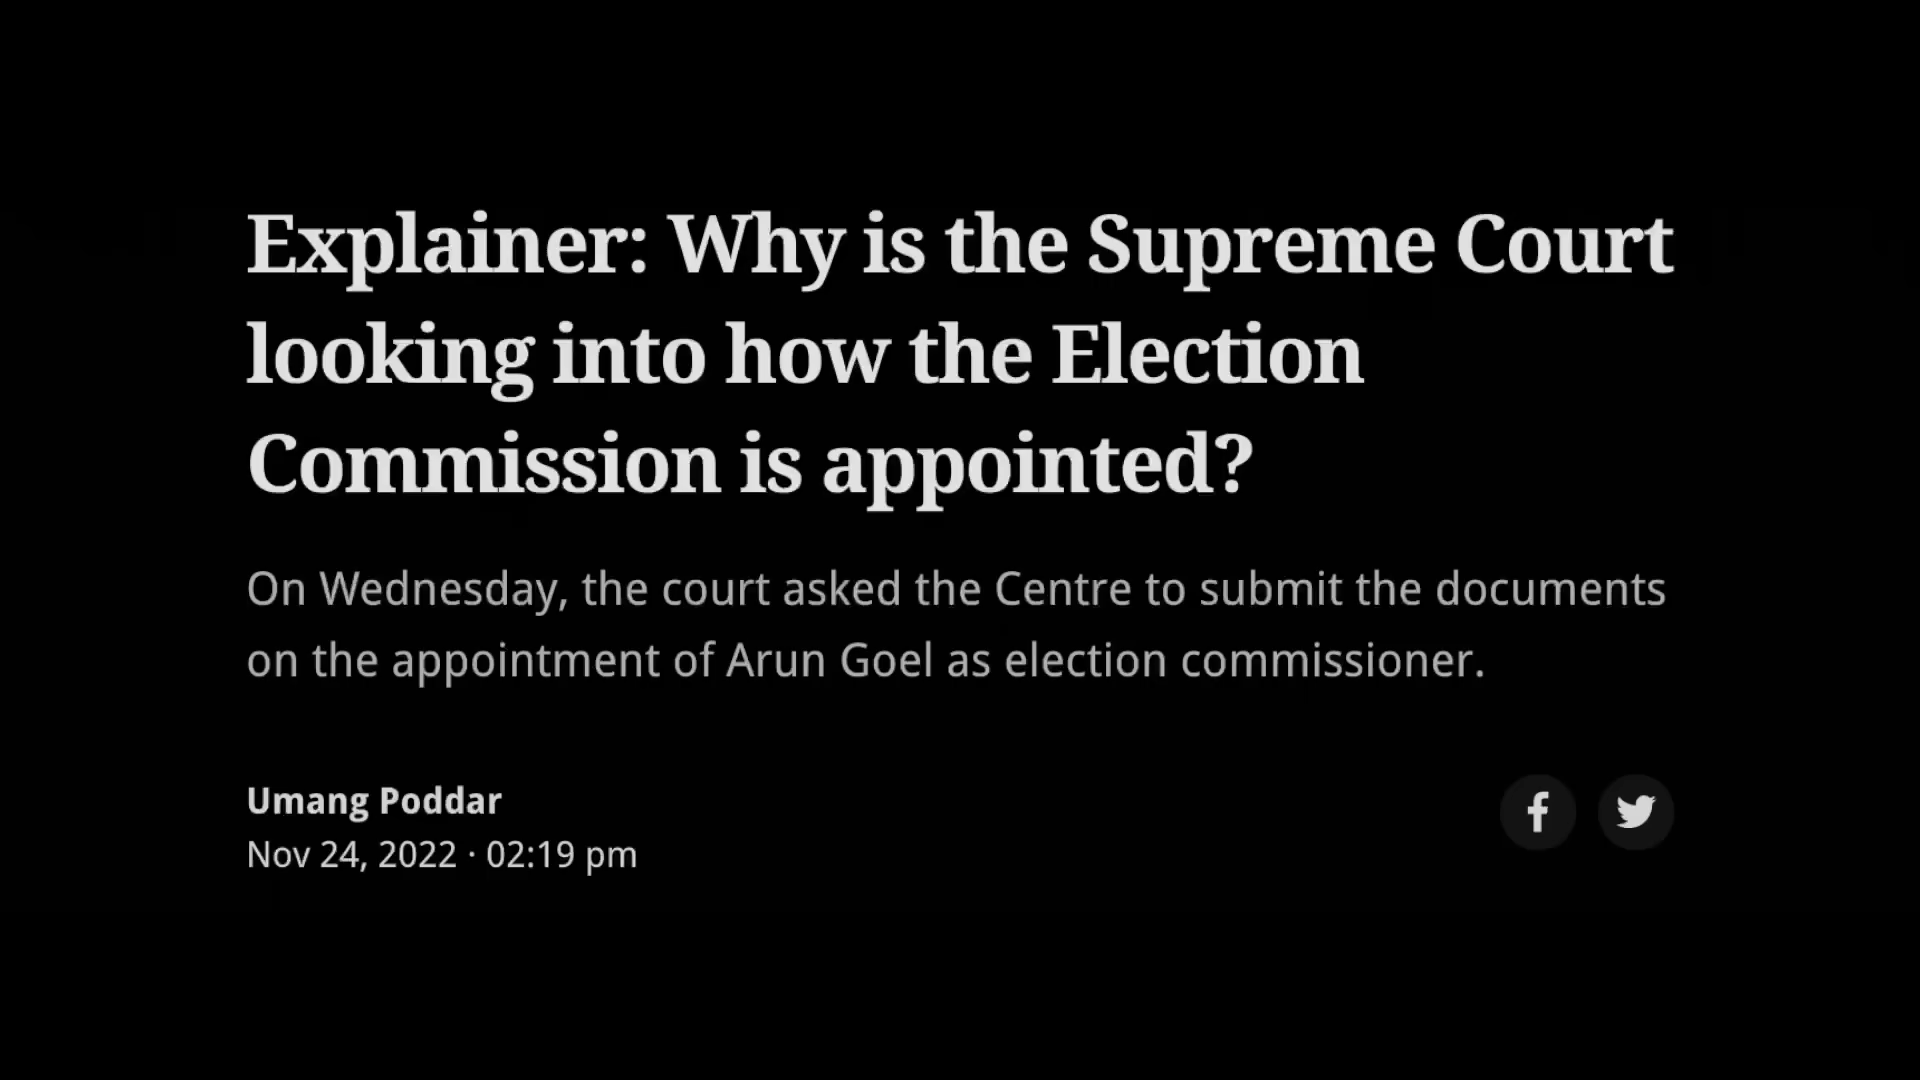 Explainer: Why is the Supreme Court
looking into how the Election
Commission is appointed?
On Wednesday, the court asked the Centre to submit the documents
on the appointment of Arun Goel as election commissioner.
Umang Poddar
Nov 24, 2022 · 02:19 pm